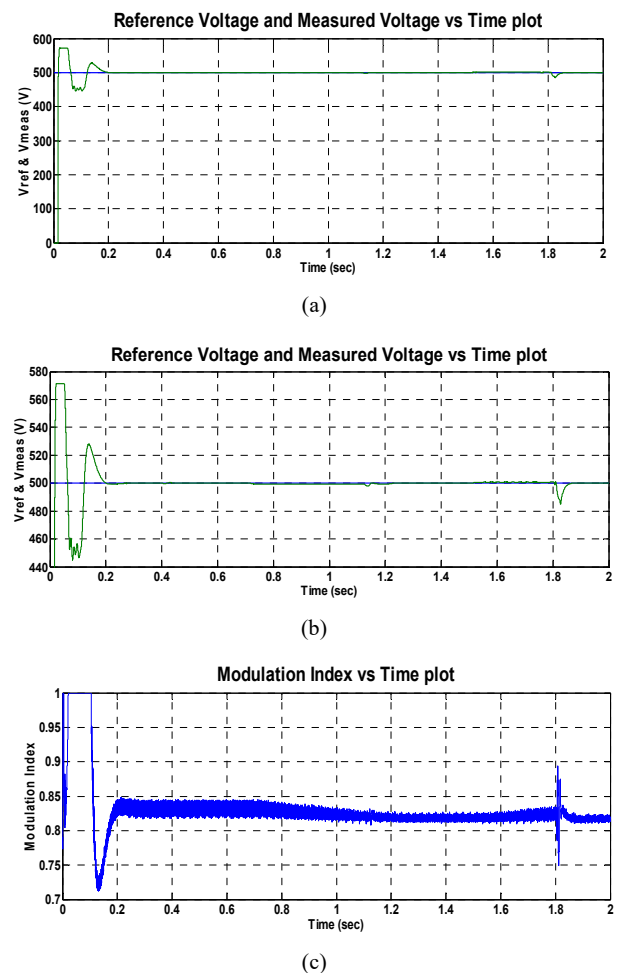 Reference Voltage and Measured Voltage vs Time plot
600
500
400
300
200
100
0
Vref & Vmeas (V)
0 0.2 0.4 0.6 0.8 1 1.2 1.4 1.6 1.8 2
Time (sec)
(a)
Reference Voltage and Measured Voltage vs Time plot
580
560
540
520
500
480
460
440
Vref & Vmeas (V)
0 0.2 0.4 0.6 0.8 1 1.2 1.4 1.6 1.8 2
Time (sec)
(b)
Modulation Index vs Time plot
1
0.95
0.9
0.85
0.8
0.75
0.7
Modulation Index
0 0.2 0.4 0.6 0.8 1 1.2 1.4 1.6 1.8 2
Time (sec)
(c)